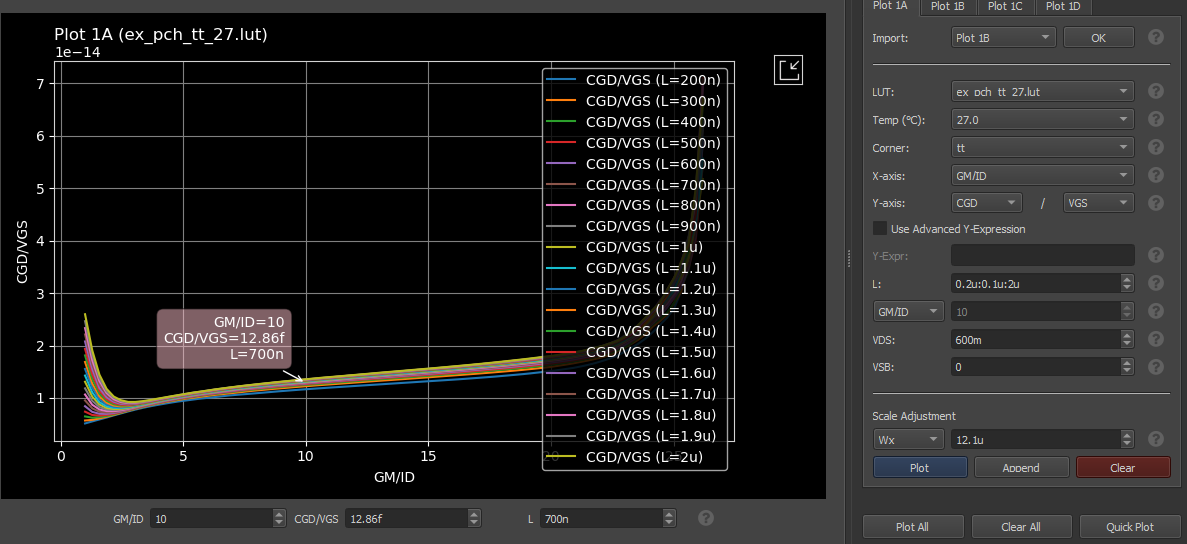 Plot 1A (ex_pch_tt_27.lut)
1e−14
7
6
5
4
3
2
1
CGD/VGS
0
5
10
15
20
GM/ID
CGD/VGS (L=200n)
CGD/VGS (L=300n)
CGD/VGS (L=400n)
CGD/VGS (L=500n)
CGD/VGS (L=600n)
CGD/VGS (L=700n)
CGD/VGS (L=800n)
CGD/VGS (L=900n)
CGD/VGS (L=1u)
CGD/VGS (L=1.1u)
CGD/VGS (L=1.2u)
CGD/VGS (L=1.3u)
CGD/VGS (L=1.4u)
CGD/VGS (L=1.5u)
CGD/VGS (L=1.6u)
CGD/VGS (L=1.7u)
CGD/VGS (L=1.8u)
CGD/VGS (L=1.9u)
CGD/VGS (L=2u)
GM/ID=10
CGD/VGS=12.86f
L=700n
GM/ID 10 CGD/VGS 12.86f L 700n ?
Plot 1A Plot 1B Plot 1C Plot 1D
Import: Plot 1B OK ?
LUT: ex_pch_tt_27.lut ?
Temp (°C): 27.0 ?
Corner: tt ?
X-axis: GM/ID ?
Y-axis: CGD / VGS ?
Use Advanced Y-Expression
Y-Expr: ?
L: 0.2u:0.1u:2u ?
GM/ID 10 ?
VDS: 600m ?
VSB: 0 ?
Scale Adjustment
Wx 12.1u ?
Plot Append Clear
Plot All Clear All Quick Plot